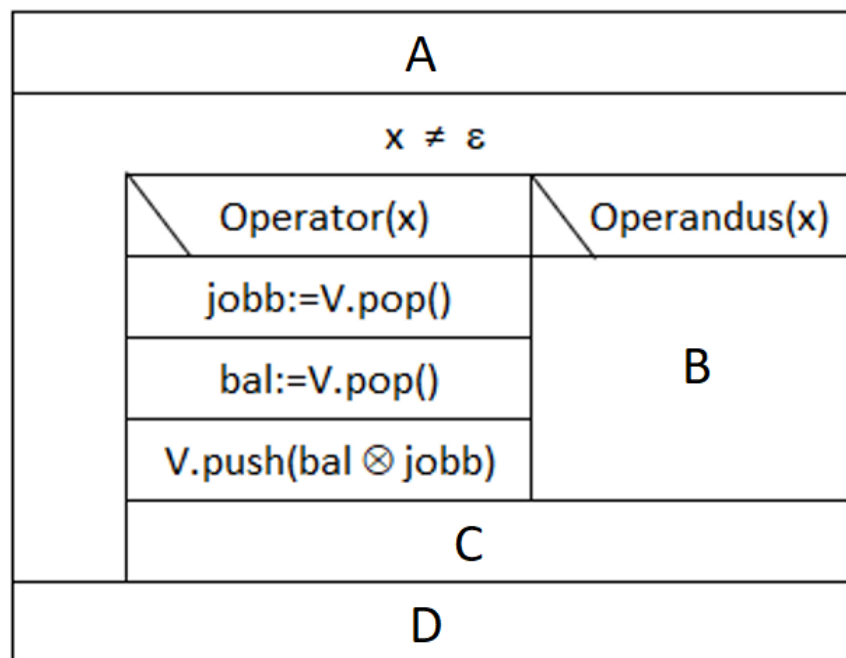 A
x ≠ ε
Operator(x) Operandus(x)
jobb:=V.pop()
bal:=V.pop()
B
V.push(bal ⊗ jobb)
C
D